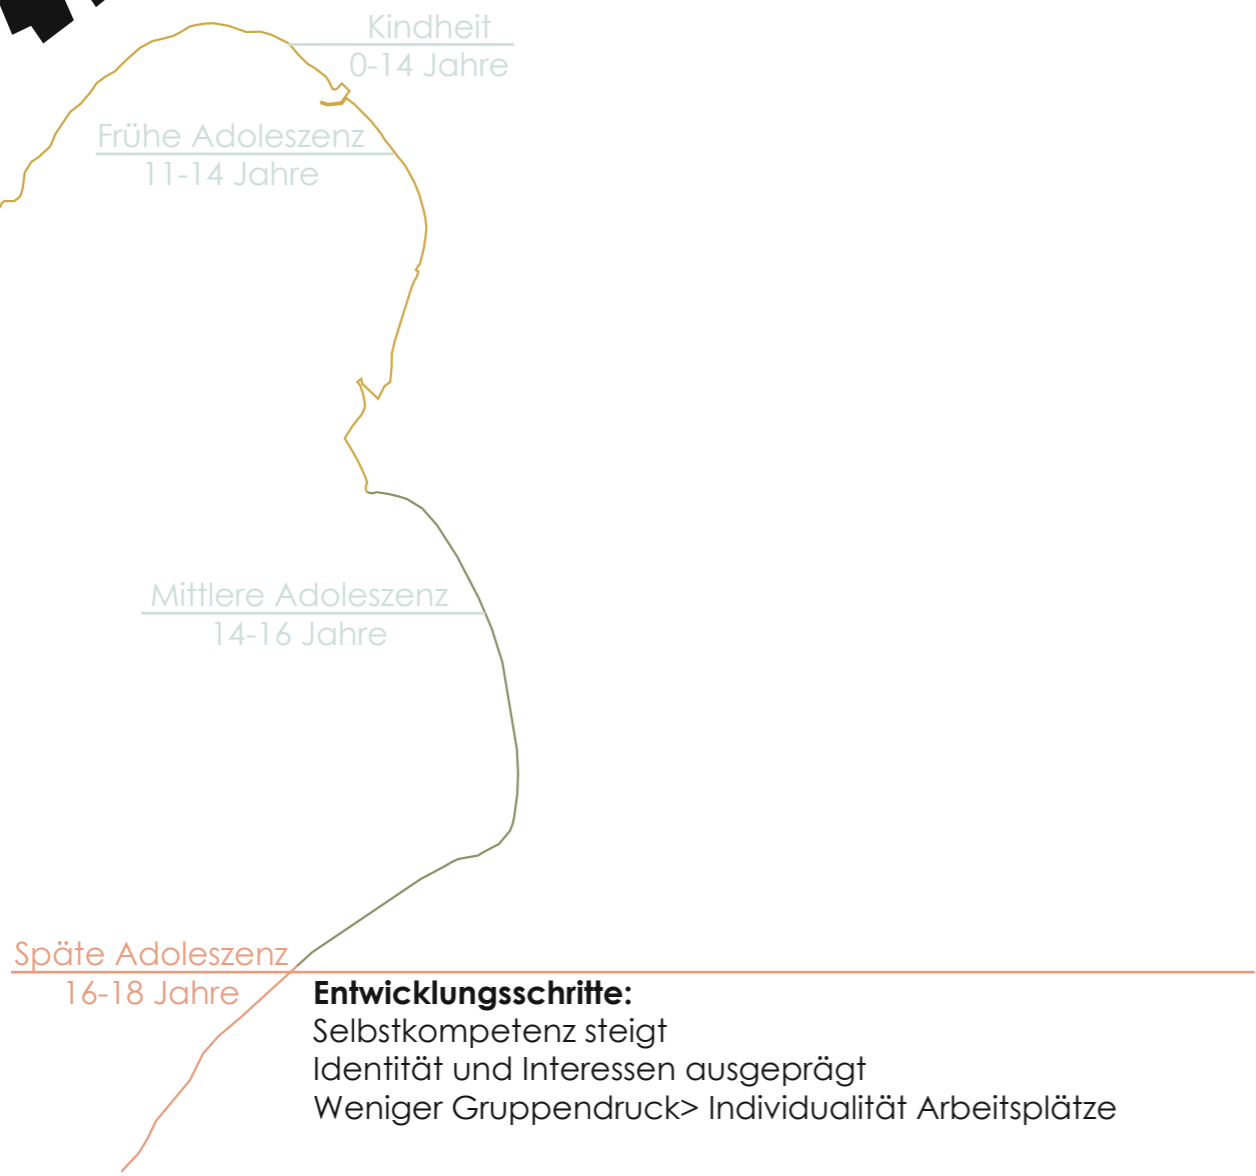 Kindheit
0-14 Jahre
Frühe Adoleszenz
11-14 Jahre
Mittlere Adoleszenz
14-16 Jahre
Späte Adoleszenz
16-18 Jahre
Entwicklungsschritte:
Selbstkompetenz steigt
Identität und Interessen ausgeprägt
Weniger Gruppendruck> Individualität Arbeitsplätze